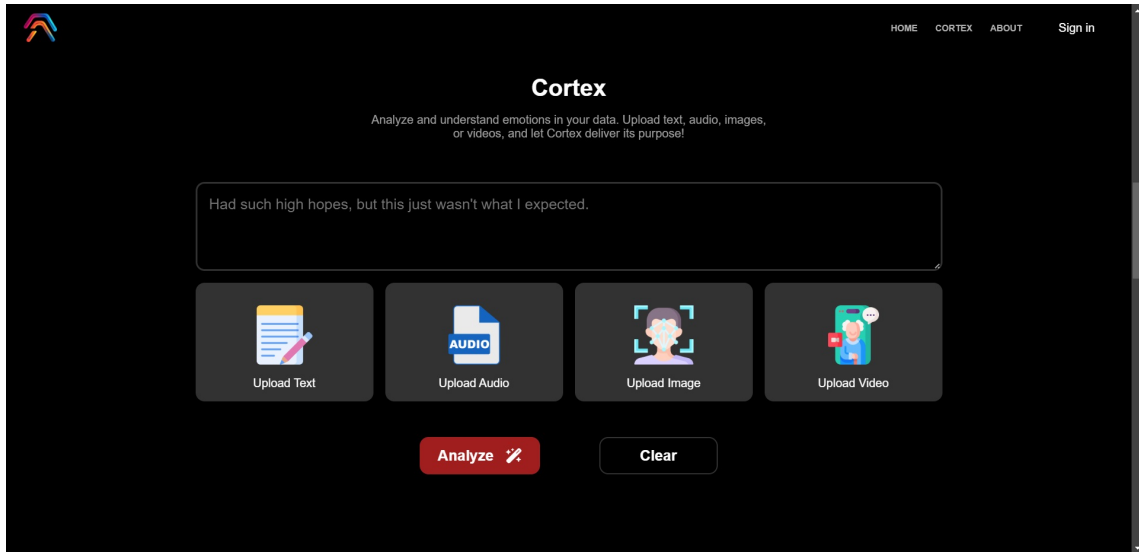 HOME CORTEX ABOUT Sign in
Cortex
Analyze and understand emotions in your data. Upload text, audio, images,
or videos, and let Cortex deliver its purpose!
Had such high hopes, but this just wasn't what I expected.
AUDIO
Upload Text Upload Audio Upload Image Upload Video
Analyze Clear